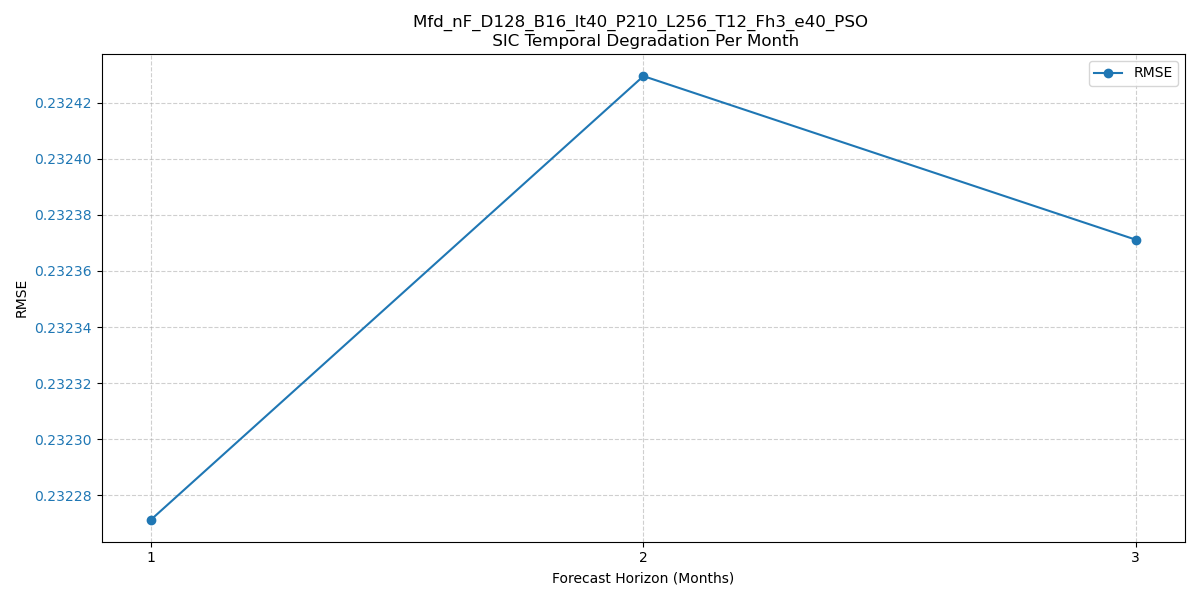 Mfd_nF_D128_B16_It40_P210_L256_T12_Fh3_e40_PSO
SIC Temporal Degradation Per Month
RMSE
0.23242
0.23240
0.23238
0.23236
0.23234
0.23232
0.23230
0.23228
RMSE
1
2
3
Forecast Horizon (Months)